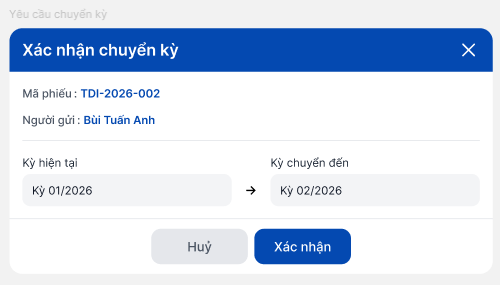 Yêu cầu chuyển kỳ
Xác nhận chuyển kỳ
Mã phiếu : TDI-2026-002
Người gửi : Bùi Tuấn Anh
Kỳ hiện tại
Kỳ chuyển đến
Kỳ 01/2026 → Kỳ 02/2026
Huỷ
Xác nhận